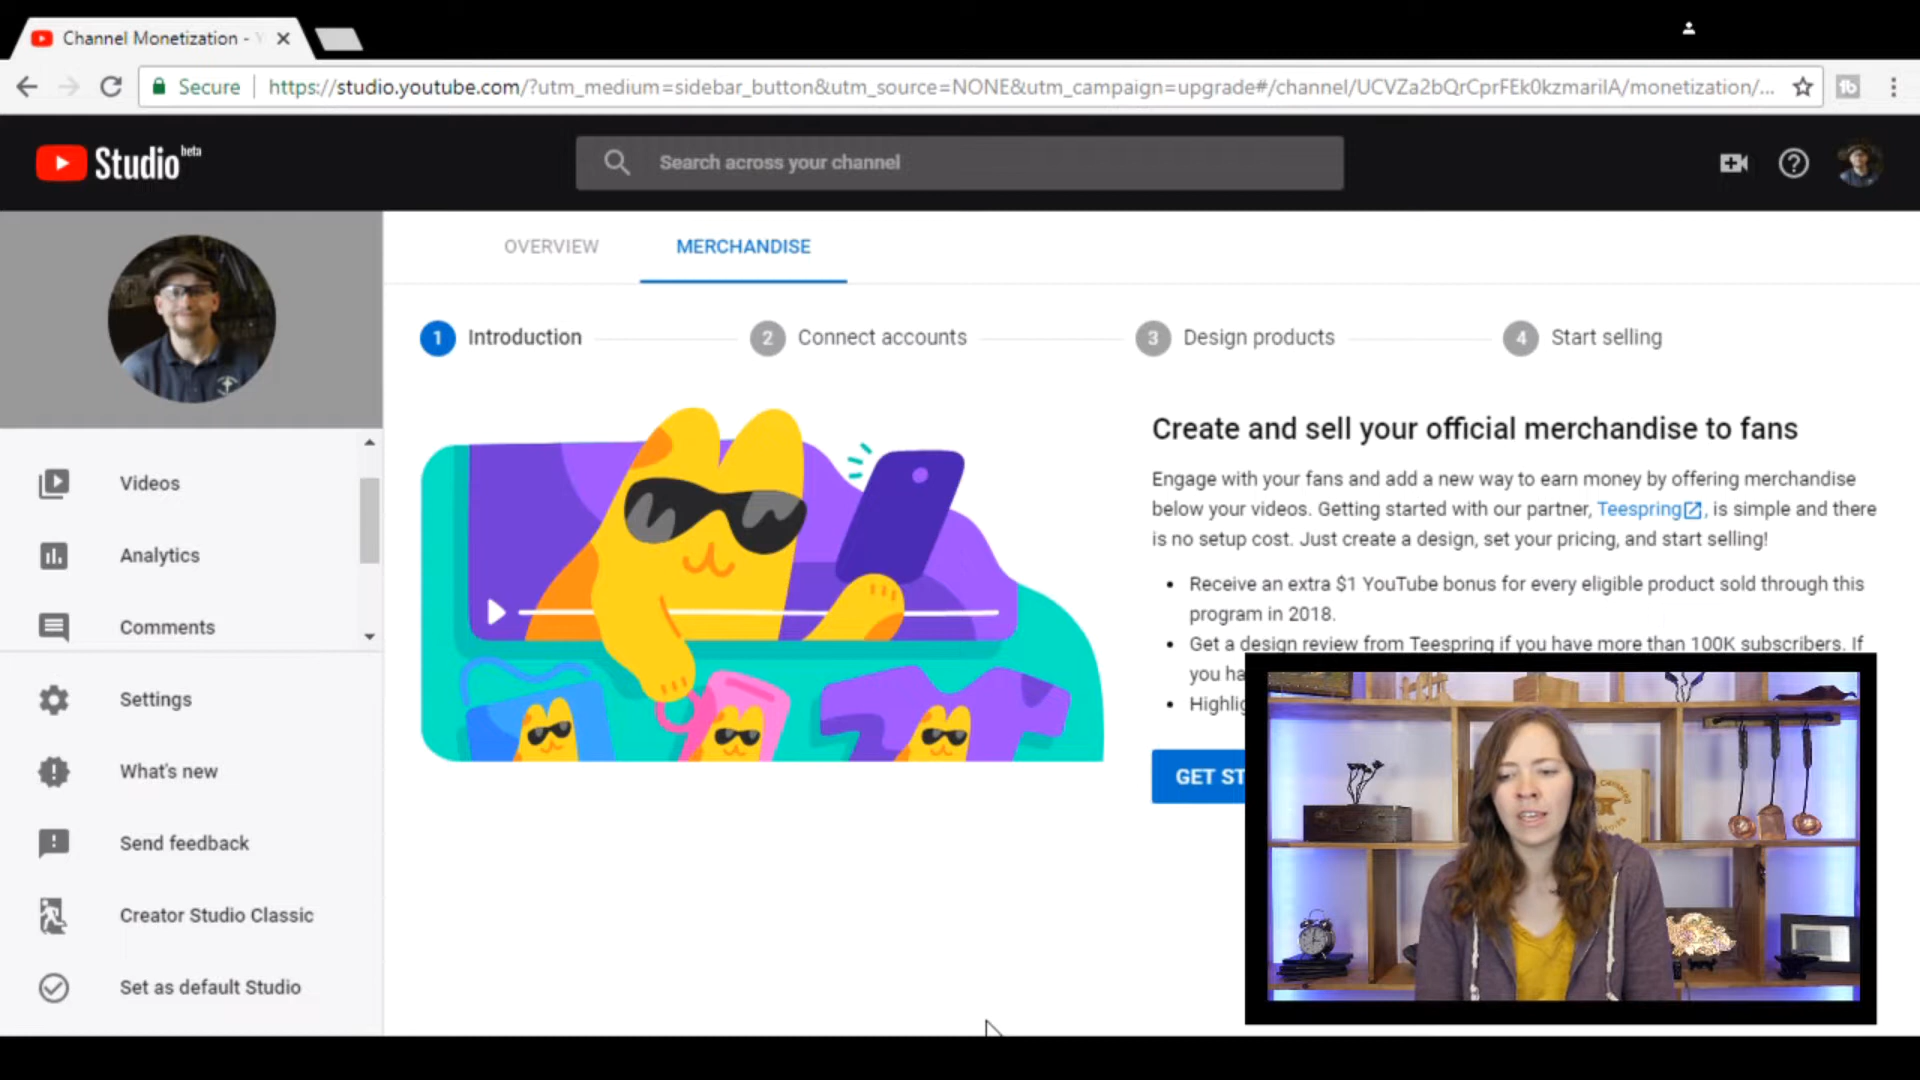 Channel Monetization -
Secure
https://studio.youtube.com/?utm_medium=sidebar_button&utm_source=NONE&utm_campaign=upgrade#/channel/UCVZa2bQrCprFEk0kzmariIA/monetization/...
Studio beta
Search across your channel
OVERVIEW
MERCHANDISE
1 Introduction
2 Connect accounts
3 Design products
4 Start selling
Create and sell your official merchandise to fans
Engage with your fans and add a new way to earn money by offering merchandise
below your videos. Getting started with our partner, Teespring, is simple and there
is no setup cost. Just create a design, set your pricing, and start selling!
• Receive an extra $1 YouTube bonus for every eligible product sold through this
program in 2018.
• Get a design review from Teespring if you have more than 100K subscribers. If
you ha
• Highlig
GET ST
Videos
Analytics
Comments
Settings
What's new
Send feedback
Creator Studio Classic
Set as default Studio